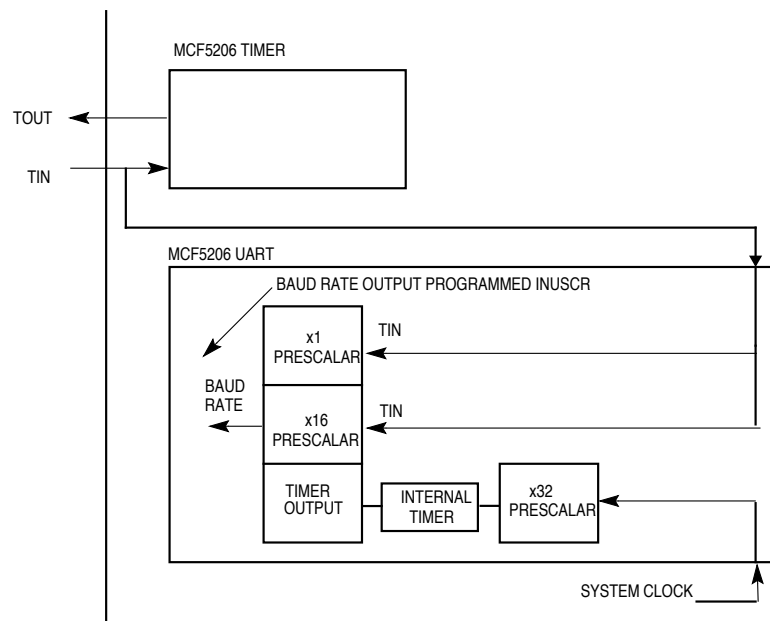 MCF5206 TIMER
TOUT
TIN
MCF5206 UART
BAUD RATE OUTPUT PROGRAMMED INUSCR
x1
PRESCALAR
TIN
BAUD
RATE
x16
PRESCALAR
TIN
TIMER
OUTPUT
INTERNAL
TIMER
x32
PRESCALAR
SYSTEM CLOCK